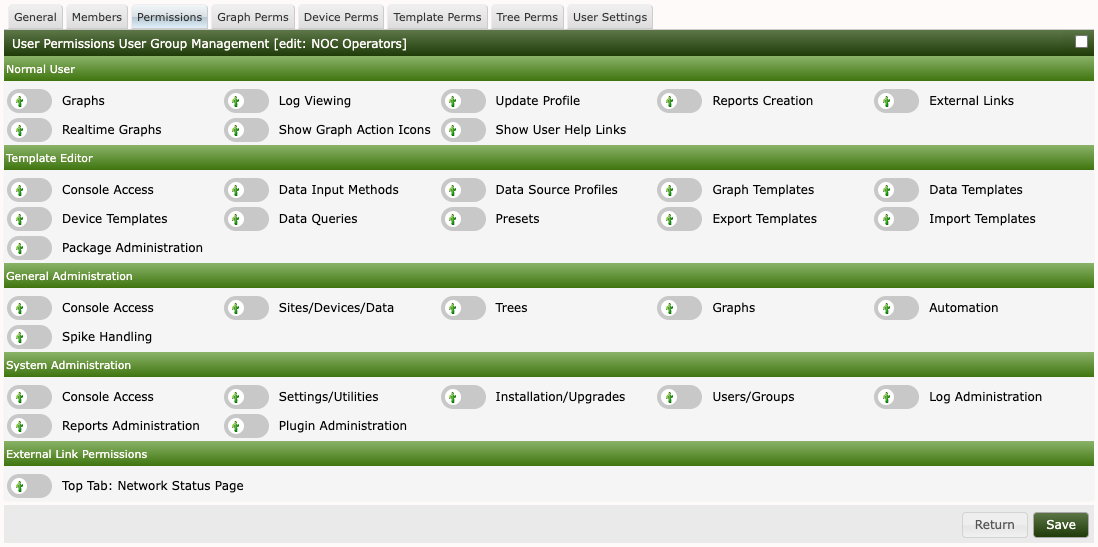 General Members Permissions Graph Perms Device Perms Template Perms Tree Perms User Settings
User Permissions User Group Management [edit: NOC Operators]
Normal User
Graphs Log Viewing Update Profile Reports Creation External Links
Realtime Graphs Show Graph Action Icons Show User Help Links
Template Editor
Console Access Data Input Methods Data Source Profiles Graph Templates Data Templates
Device Templates Data Queries Presets Export Templates Import Templates
Package Administration
General Administration
Console Access Sites/Devices/Data Trees Graphs Automation
Spike Handling
System Administration
Console Access Settings/Utilities Installation/Upgrades Users/Groups Log Administration
Reports Administration Plugin Administration
External Link Permissions
Top Tab: Network Status Page
Return Save